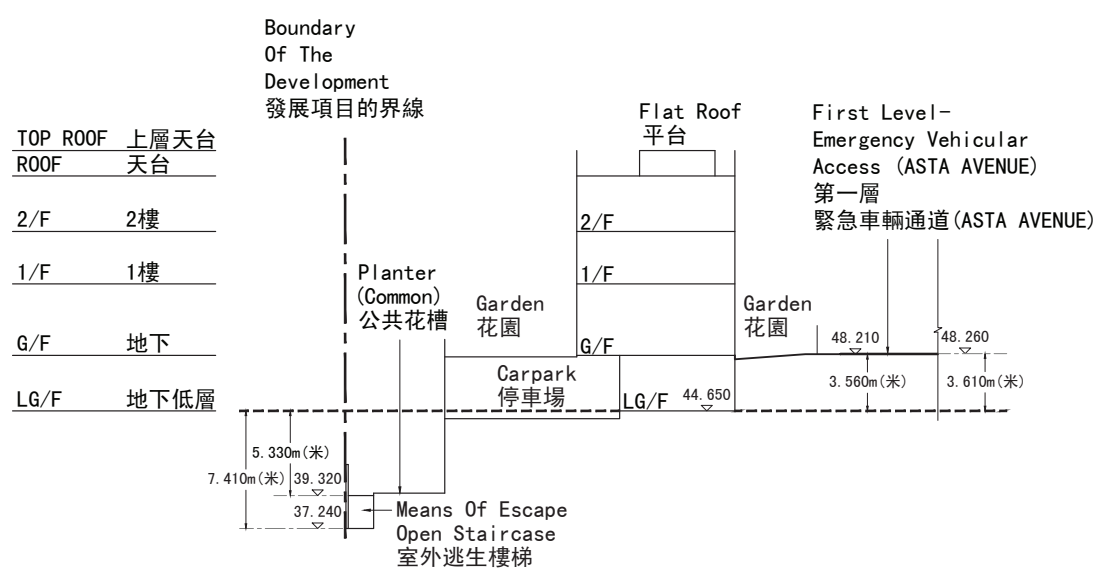 Boundary
Of The
Development
發展項目的界線
TOP ROOF 上層天台
ROOF 天台
2/F 2樓
1/F 1樓
G/F 地下
LG/F 地下低層
Flat Roof
平台
First Level-
Emergency Vehicular
Access (ASTA AVENUE)
第一層
緊急車輛通道(ASTA AVENUE)
2/F
1/F
G/F
LG/F
Planter
(Common)
公共花槽
Garden
花園
Carpark
停車場
44.650
Garden
花園
48.210
48.260
3.560m(米)
3.610m(米)
5.330m(米)
7.410m(米)
39.320
37.240
Means Of Escape
Open Staircase
室外逃生樓梯